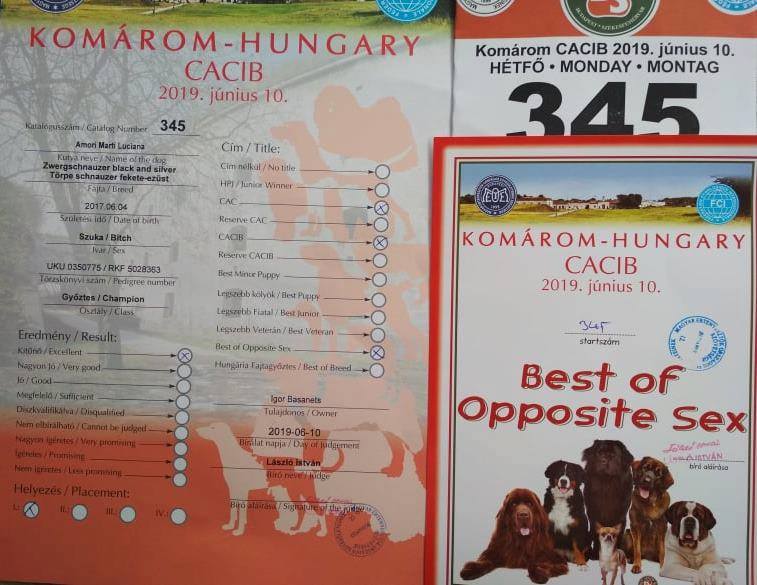 KOMÁROM-HUNGARY
CACIB
2019. június 10.
Katalógusszám / Catalog Number 345
Amori Marti Luciana
Kutya neve / Name of the dog
Zwergschnauzer black and silver
Törpe schnauzer fekete-ezüst
Fajta / Breed
2017.06.04
Születési idő / Date of birth
Szuka / Bitch
Ivar / Sex
UKU 0350775 / RKF 5028363
Törzskönyvi szám / Pedigree number
Győztes / Champion
Osztály / Class
Eredmény / Result:
Kitűnő / Excellent
Nagyon Jó / Very good
Jó / Good
Megfelelő / Sufficient
Diszkvalifikálva / Disqualified
Nem elbírálható / Cannot be judged
Nagyon ígéretes / Very promising
Ígéretes / Promising
Nem ígéretes / Less promising
Helyezés / Placement:
I.: II.: III.: IV.:
Cím / Title:
Cím nélkül / No title
HPJ / Junior Winner
CAC
Reserve CAC
CACIB
Reserve CACIB
Best Minor Puppy
Legszebb kölyök / Best Puppy
Legszebb Fiatal / Best Junior
Legszebb Veterán / Best Veteran
Best of Opposite Sex
Hungária Fajtagyőztes / Best of Breed
Igor Basanets
Tulajdonos / Owner
2019-06-10
Bírálat napja / Day of judgement
László István
Bíró neve / Judge
Bíró aláírása / Signature of the judge
Komárom CACIB 2019. június 10.
HÉTFŐ • MONDAY • MONTAG
345
FCI
KOMÁROM-HUNGARY
CACIB
2019. június 10.
345
startszám
Best of
Opposite Sex
ISTVÁN
bíró aláírása